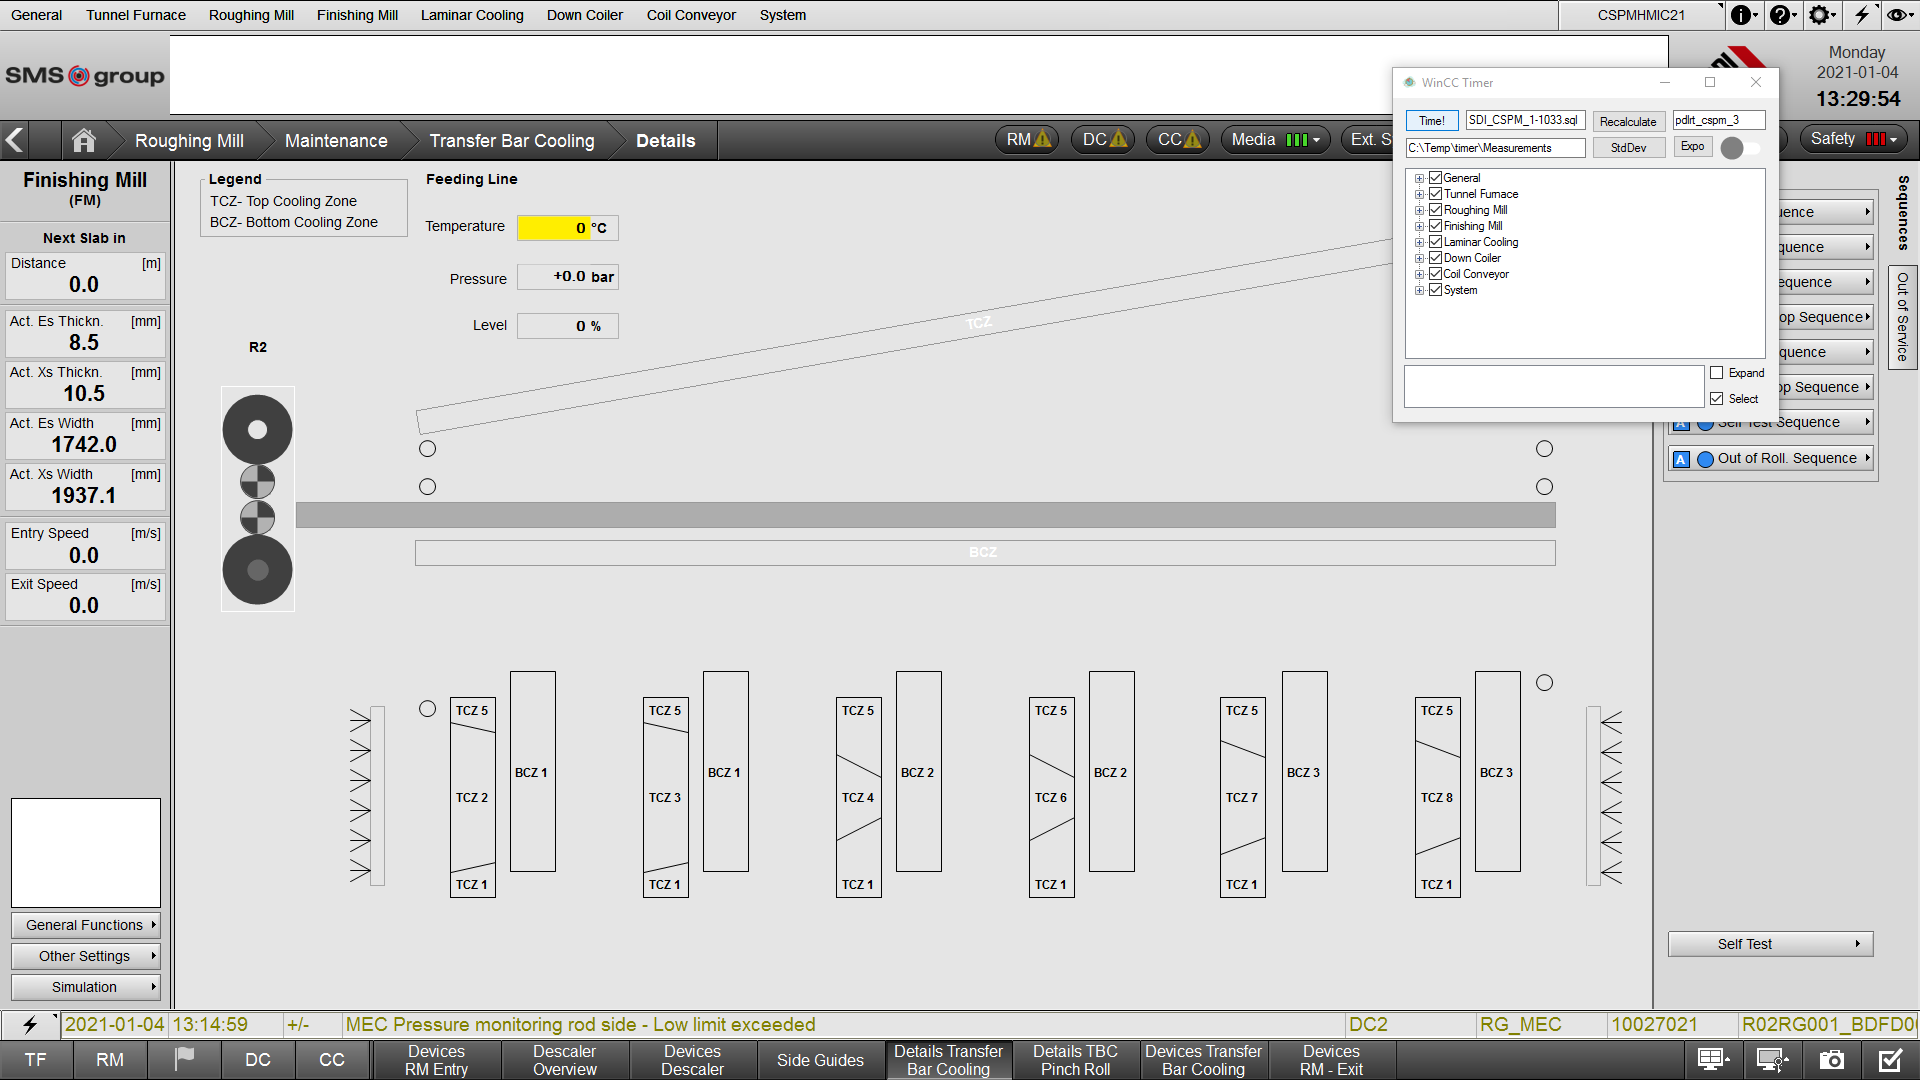 General Tunnel Furnace Roughing Mill Finishing Mill Laminar Cooling Down Coiler Coil Conveyor System CSPMHMIC21
SMS group
Monday
2021-01-04
13:29:54
Roughing Mill Maintenance Transfer Bar Cooling Details RM DC CC Media Ext. S Safety
WinCC Timer
Time! SDI_CSPM_1-1033.sql Recalculate pdlrt_cspm_3
C:\Temp\timer\Measurements StdDev Expo
General
Tunnel Furnace
Roughing Mill
Finishing Mill
Laminar Cooling
Down Coiler
Coil Conveyor
System
Expand
Select
Finishing Mill
(FM)
Next Slab in
Distance [m]
0.0
Act. Es Thickn. [mm]
8.5
Act. Xs Thickn. [mm]
10.5
Act. Es Width [mm]
1742.0
Act. Xs Width [mm]
1937.1
Entry Speed [m/s]
0.0
Exit Speed [m/s]
0.0
General Functions
Other Settings
Simulation
Legend
TCZ- Top Cooling Zone
BCZ- Bottom Cooling Zone
Feeding Line
Temperature 0 °C
Pressure +0.0 bar
Level 0 %
R2
TCZ
BCZ
TCZ 5 TCZ 5 TCZ 5 TCZ 5 TCZ 5 TCZ 5
BCZ 1 BCZ 1 BCZ 2 BCZ 2 BCZ 3 BCZ 3
TCZ 2 TCZ 3 TCZ 4 TCZ 6 TCZ 7 TCZ 8
TCZ 1 TCZ 1 TCZ 1 TCZ 1 TCZ 1 TCZ 1
Sequences
Out of Service
uence
quence
equence
op Sequence
quence
op Sequence
A Self Test Sequence
A Out of Roll. Sequence
Self Test
2021-01-04 13:14:59 +/- MEC Pressure monitoring rod side - Low limit exceeded DC2 RG_MEC 10027021 R02RG001_BDFD0
TF RM DC CC
Devices
RM Entry
Descaler
Overview
Devices
Descaler
Side Guides
Details Transfer
Bar Cooling
Details TBC
Pinch Roll
Devices Transfer
Bar Cooling
Devices
RM - Exit